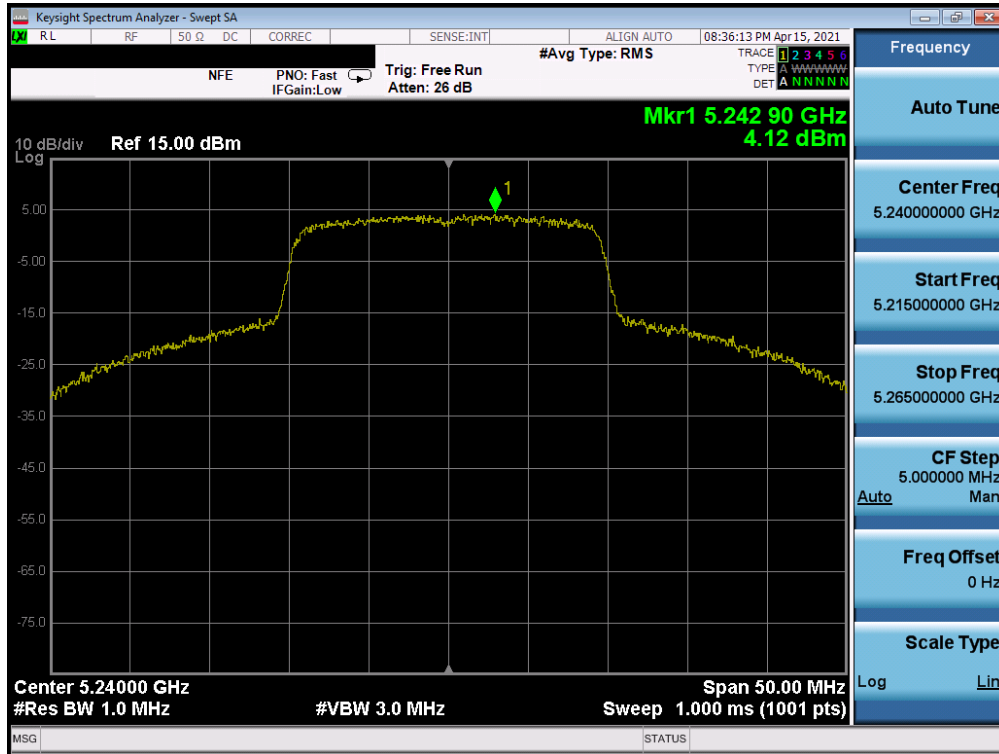 Keysight Spectrum Analyzer - Swept SA
LXI RL RF 50 Ω DC CORREC SENSE:INT ALIGN AUTO 08:36:13 PM Apr 15, 2021
NFE PNO: Fast Trig: Free Run #Avg Type: RMS TRACE 1 2 3 4 5 6
IFGain:Low Atten: 26 dB TYPE A WWWWW
DET A N N N N N
Mkr1 5.242 90 GHz
4.12 dBm
10 dB/div Ref 15.00 dBm
Log
1
5.00
-5.00
-15.0
-25.0
-35.0
-45.0
-55.0
-65.0
-75.0
Center 5.24000 GHz Span 50.00 MHz
#Res BW 1.0 MHz #VBW 3.0 MHz Sweep 1.000 ms (1001 pts)
MSG STATUS
Frequency
Auto Tune
Center Freq
5.240000000 GHz
Start Freq
5.215000000 GHz
Stop Freq
5.265000000 GHz
CF Step
5.000000 MHz
Auto Man
Freq Offset
0 Hz
Scale Type
Log Lin